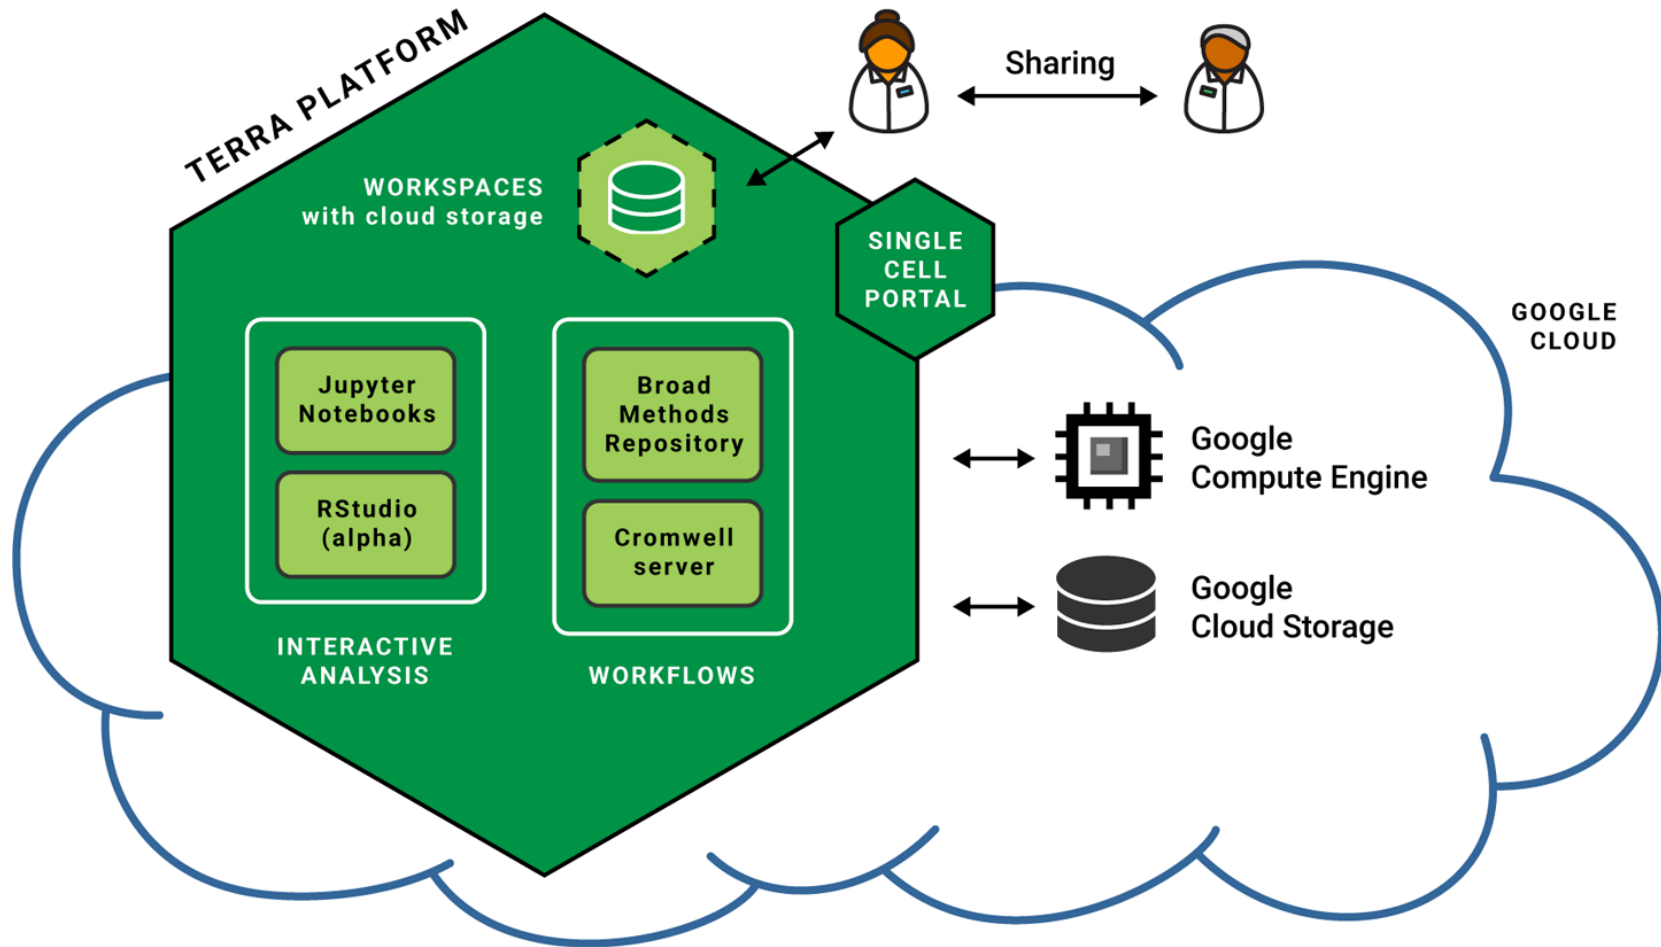 TERRA PLATFORM
Sharing
WORKSPACES
with cloud storage
SINGLE
CELL
PORTAL
GOOGLE
CLOUD
Jupyter
Notebooks
RStudio
(alpha)
INTERACTIVE
ANALYSIS
Broad
Methods
Repository
Cromwell
server
WORKFLOWS
Google
Compute Engine
Google
Cloud Storage